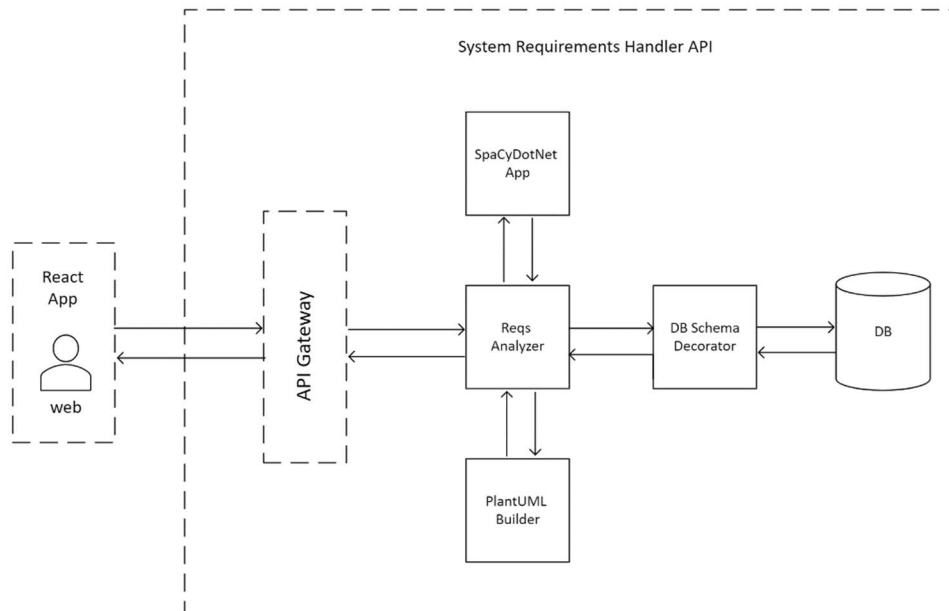 System Requirements Handler API
SpaCyDotNet
App
React
App
web
API Gateway
Reqs
Analyzer
DB Schema
Decorator
DB
PlantUML
Builder